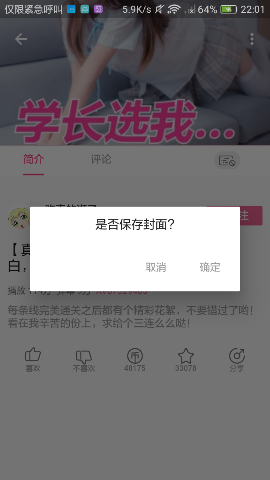 仅限紧急呼叫 5.9K/s 64% 22:01
学长选我...
简介 评论
是否保存封面?
注
【真
白,
取消 确定
每条线完美通关之后都有个精彩花絮，不要错过了哟!
看在我辛苦的份上，求给个三连么么哒!
喜欢 不喜欢 48175 33078 分享